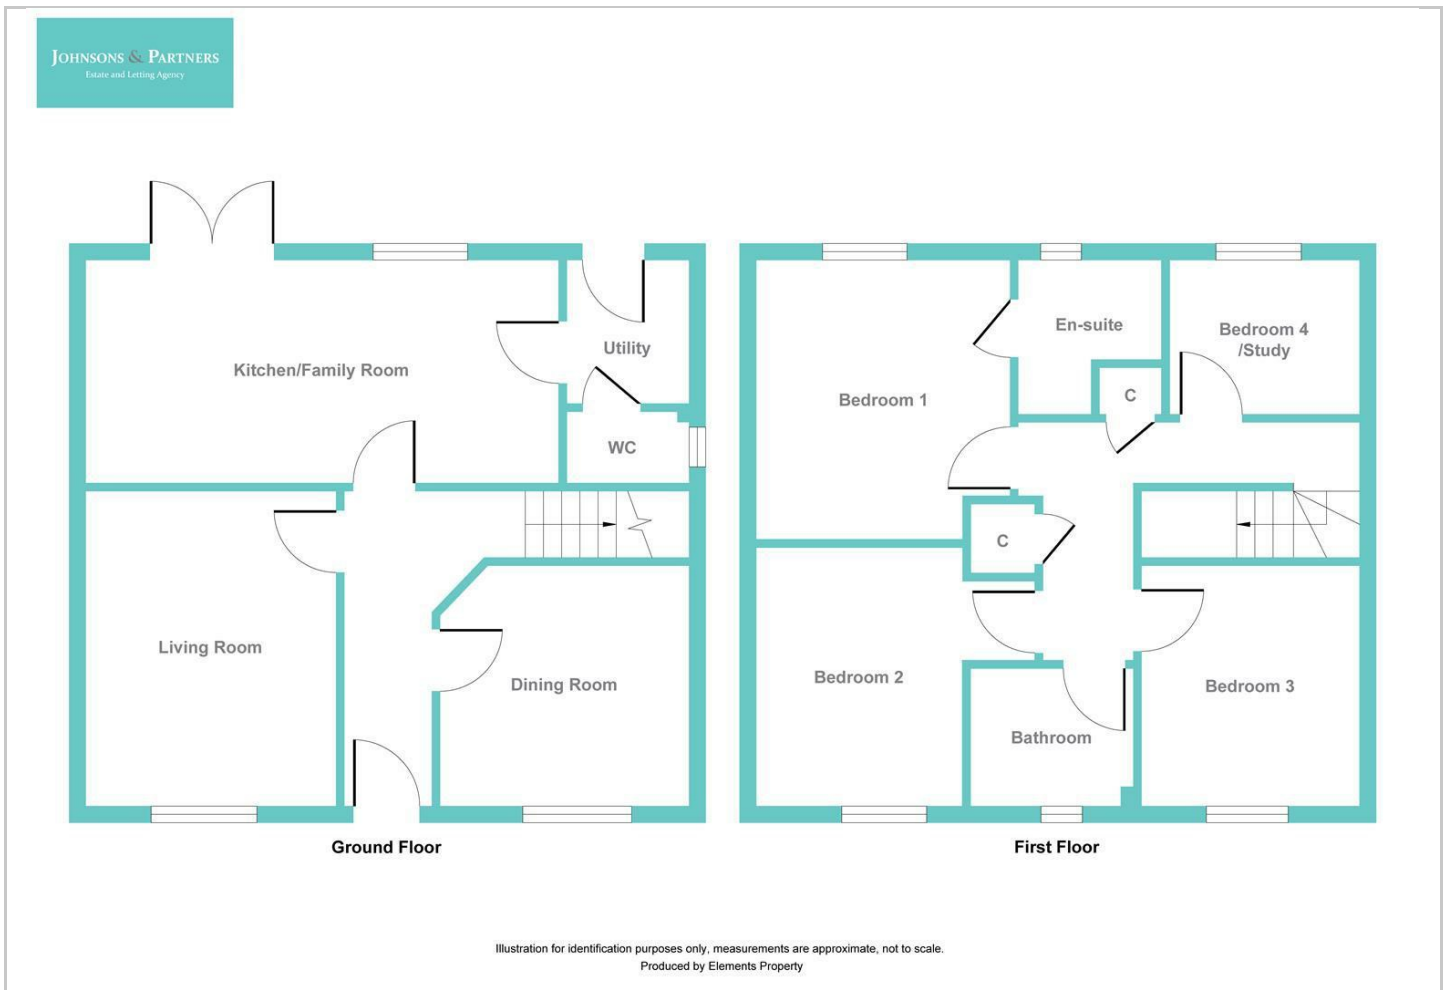 JOHNSONS & PARTNERS
Estate and Letting Agency
Kitchen/Family Room
Utility
WC
Living Room
Dining Room
Ground Floor
Bedroom 1
En-suite
C
Bedroom 4
/Study
C
Bedroom 2
Bathroom
Bedroom 3
First Floor
Illustration for identification purposes only, measurements are approximate, not to scale.
Produced by Elements Property